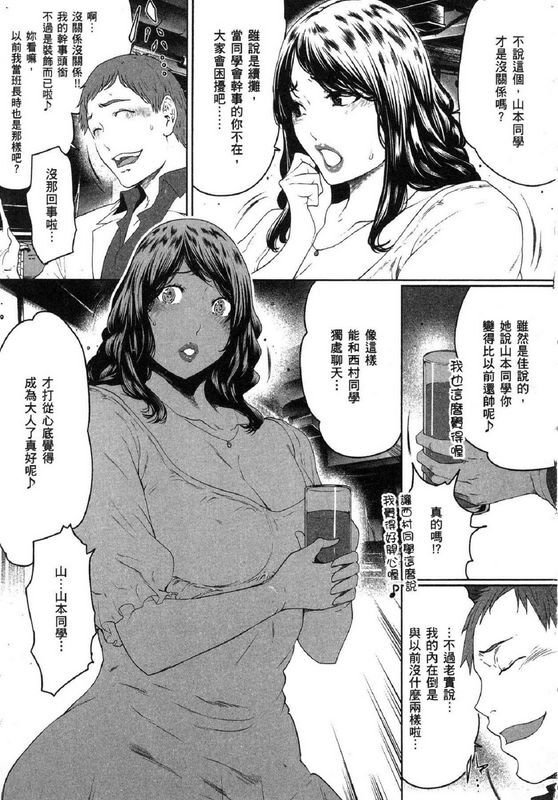 不說這個，山本同學
才是沒關係嗎？
雖說是續攤，
當同學會幹事的你不在，
大家會困擾吧……
啊…
沒關係沒關係!!
我的幹事頭銜
不過是裝飾而已啦♪
妳看嘛，
以前我當班長時也是那樣吧？
沒那回事啦…
雖然是佳說的，
她說山本同學你
變得比以前還帥呢♪
我也這麼覺得喔
真的嗎!?
讓西村同學這麼說
我覺得好開心喔♪
…不過老實說…
我的內在倒是
與以前沒什麼兩樣啦…
像這樣
能和西村同學
獨處聊天…
才打從心底覺得
成為大人了真好呢♪
山…山本同學…